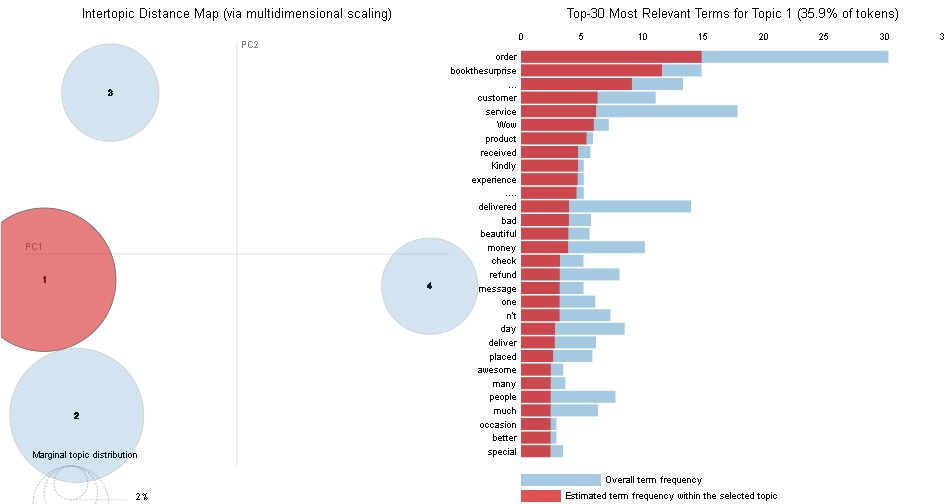 Intertopic Distance Map (via multidimensional scaling)
PC2
3
PC1
1
4
2
Marginal topic distribution
2%
Top-30 Most Relevant Terms for Topic 1 (35.9% of tokens)
0 5 10 15 20 25 30 3
order
bookthesurprise
...
customer
service
Wow
product
received
Kindly
experience
....
delivered
bad
beautiful
money
check
refund
message
one
n't
day
deliver
placed
awesome
many
people
much
occasion
better
special
Overall term frequency
Estimated term frequency within the selected topic